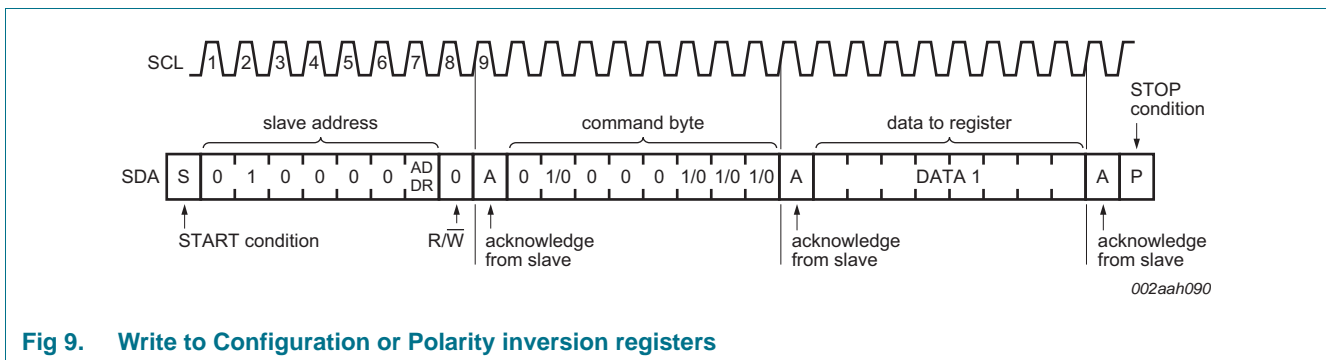 SCL 1 2 3 4 5 6 7 8 9
STOP
condition
slave address command byte data to register
SDA S 0 1 0 0 0 0 AD DR 0 A 0 1/0 0 0 0 1/0 1/0 1/0 A DATA 1 A P
START condition R/W̅ acknowledge from slave acknowledge from slave acknowledge from slave
002aah090
Fig 9. Write to Configuration or Polarity inversion registers